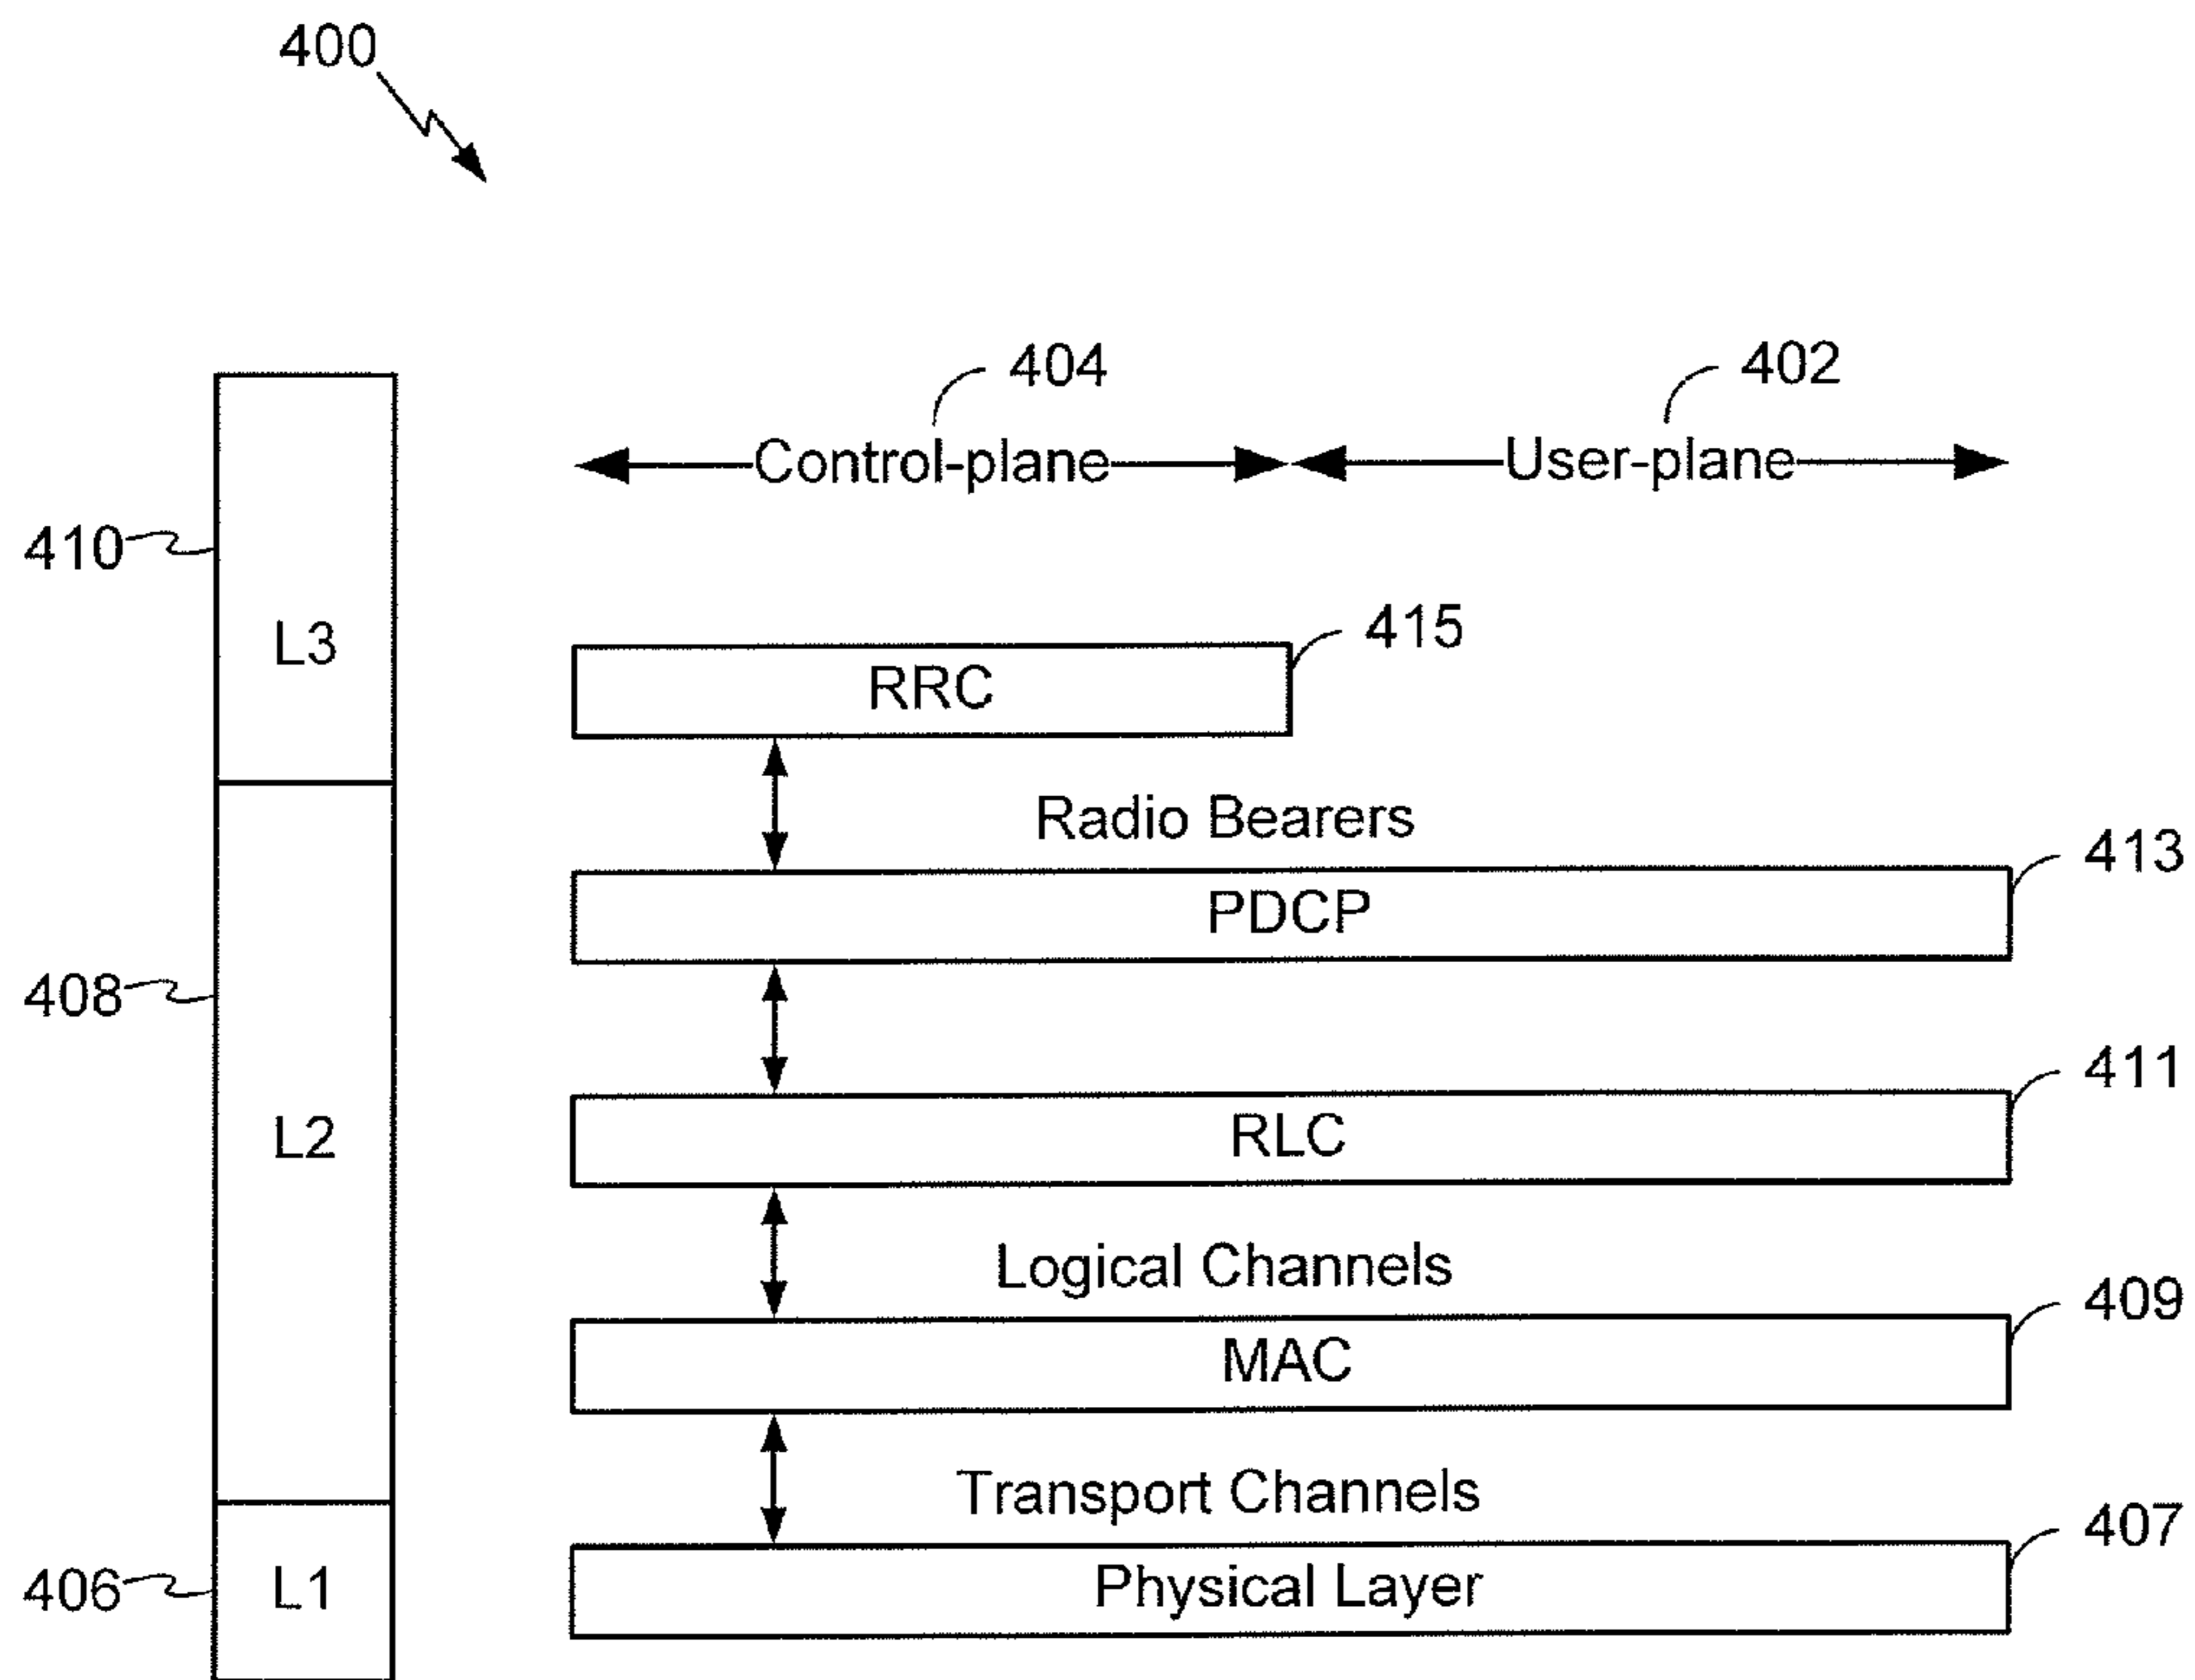 400
404
402
Control-plane
User-plane
410
L3
415
RRC
Radio Bearers
413
PDCP
408
411
L2
RLC
Logical Channels
409
MAC
Transport Channels
407
406
L1
Physical Layer